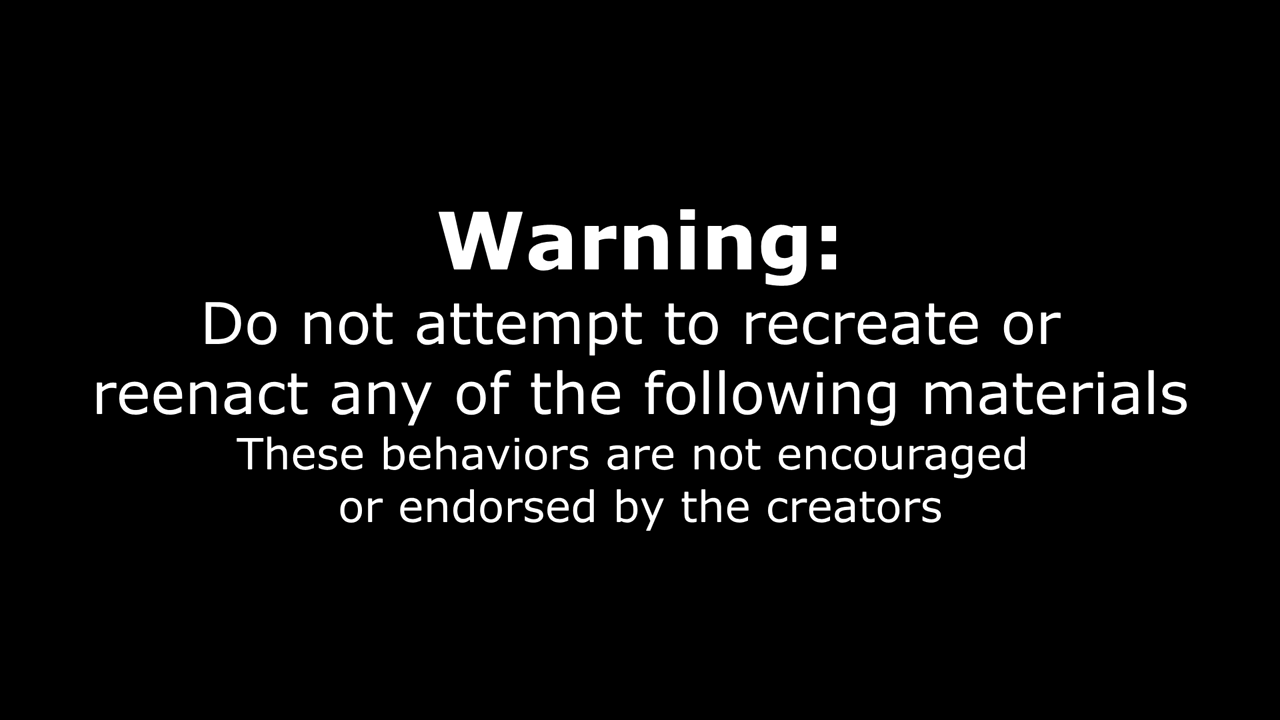 Warning:
Do not attempt to recreate or
reenact any of the following materials
These behaviors are not encouraged
or endorsed by the creators